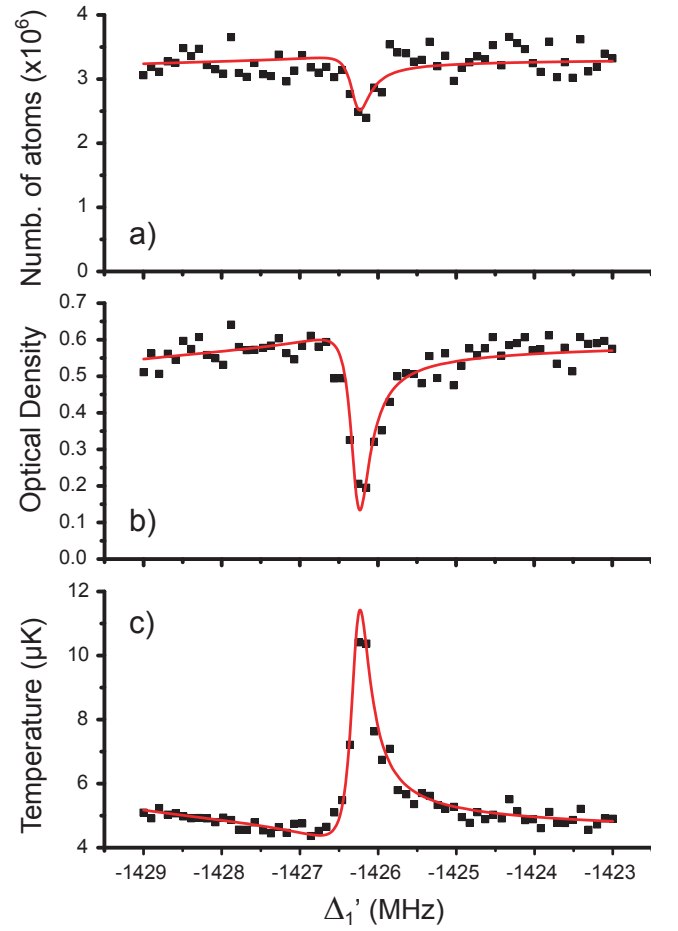 Numb. of atoms (x10⁶)
4
3
2
1
0
a)
Optical Density
0.7
0.6
0.5
0.4
0.3
0.2
0.1
0.0
b)
Temperature (µK)
12
10
8
6
4
c)
-1429 -1428 -1427 -1426 -1425 -1424 -1423
Δ₁' (MHz)